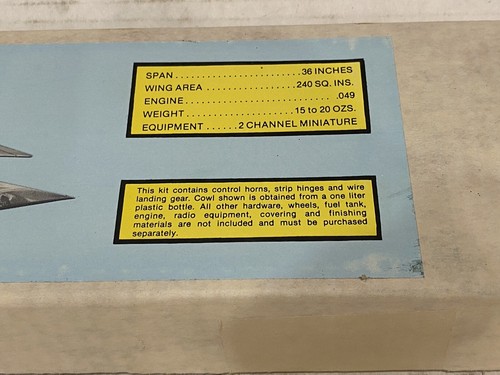 SPAN........................36 INCHES
WING AREA.................240 SQ. INS.
ENGINE............................049
WEIGHT................15 to 20 OZS.
EQUIPMENT......2 CHANNEL MINIATURE
This kit contains control horns, strip hinges and wire
landing gear. Cowl shown is obtained from a one liter
plastic bottle. All other hardware, wheels, fuel tank,
engine, radio equipment, covering and finishing
materials are not included and must be purchased
separately.